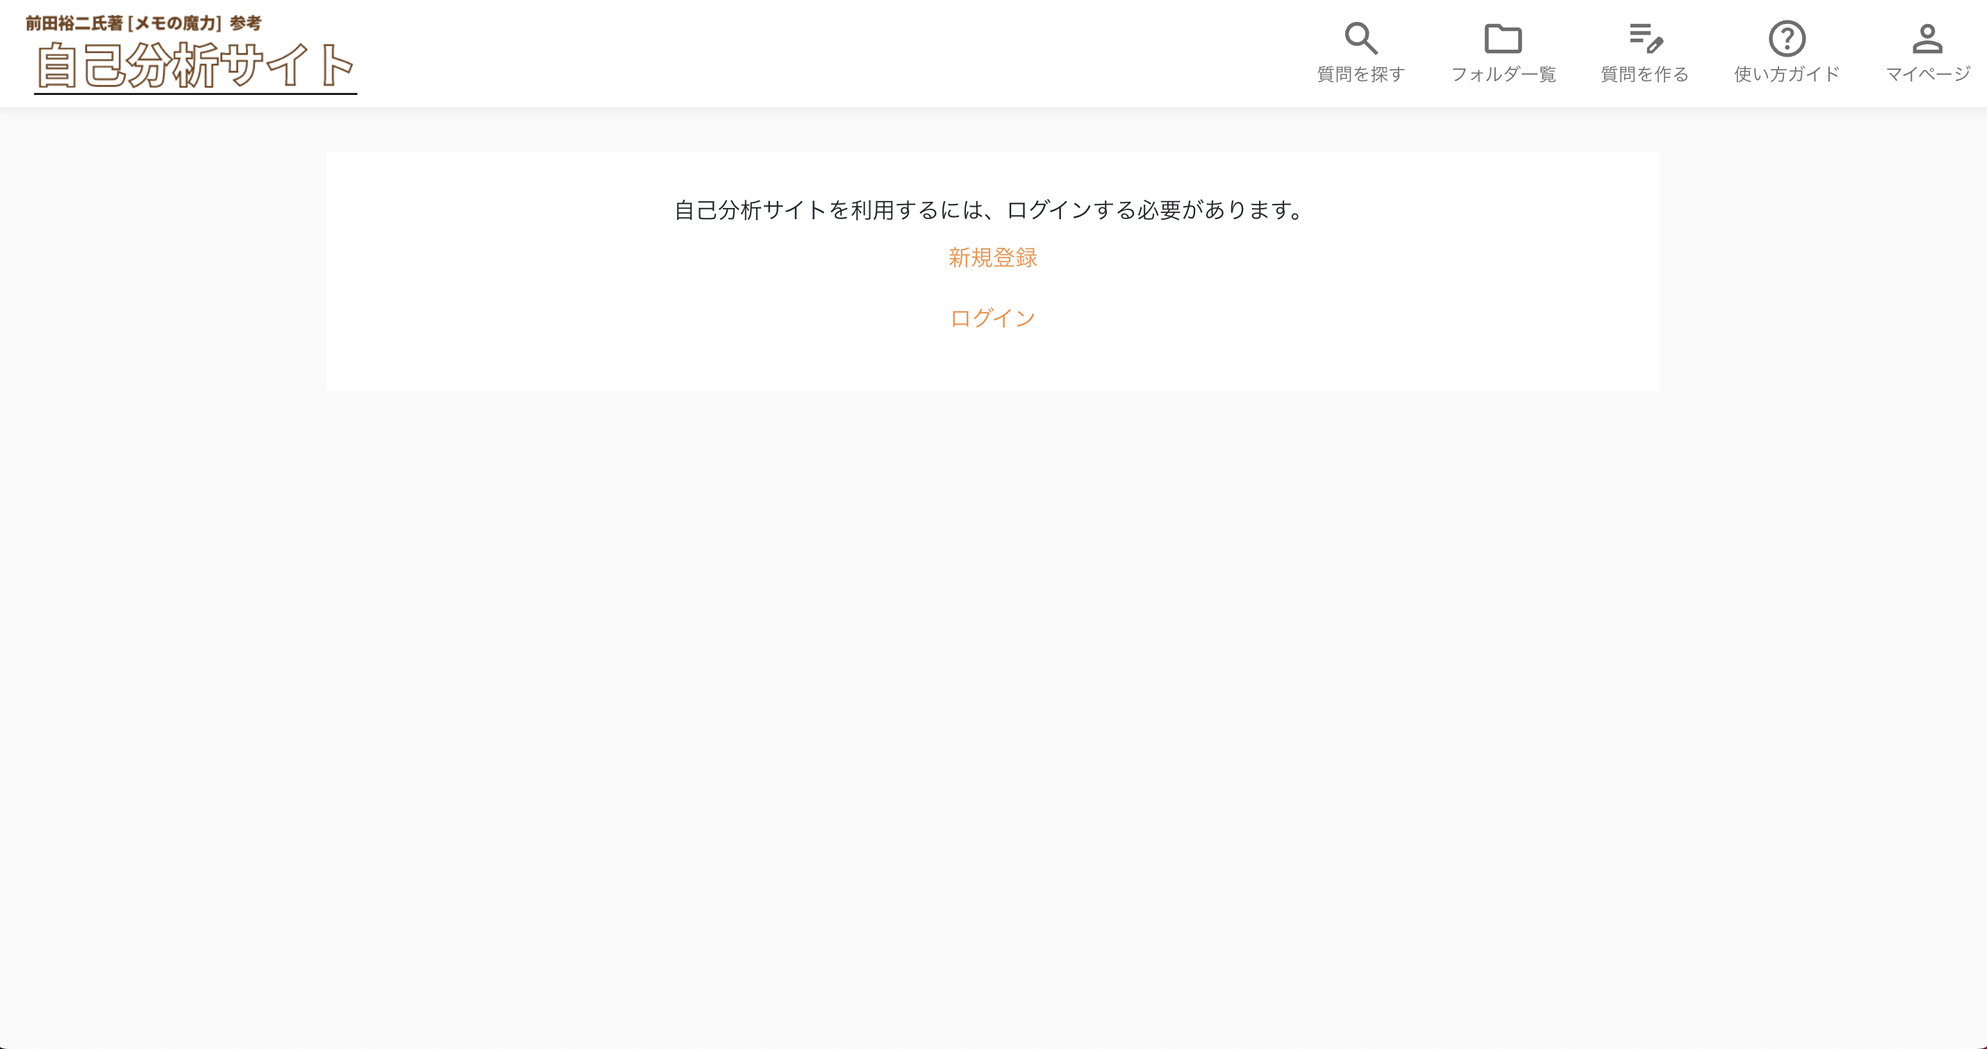 前田裕二氏著 [メモの魔力] 参考
自己分析サイト
質問を探す
フォルダ一覧
質問を作る
使い方ガイド
マイページ
自己分析サイトを利用するには、ログインする必要があります。
新規登録
ログイン